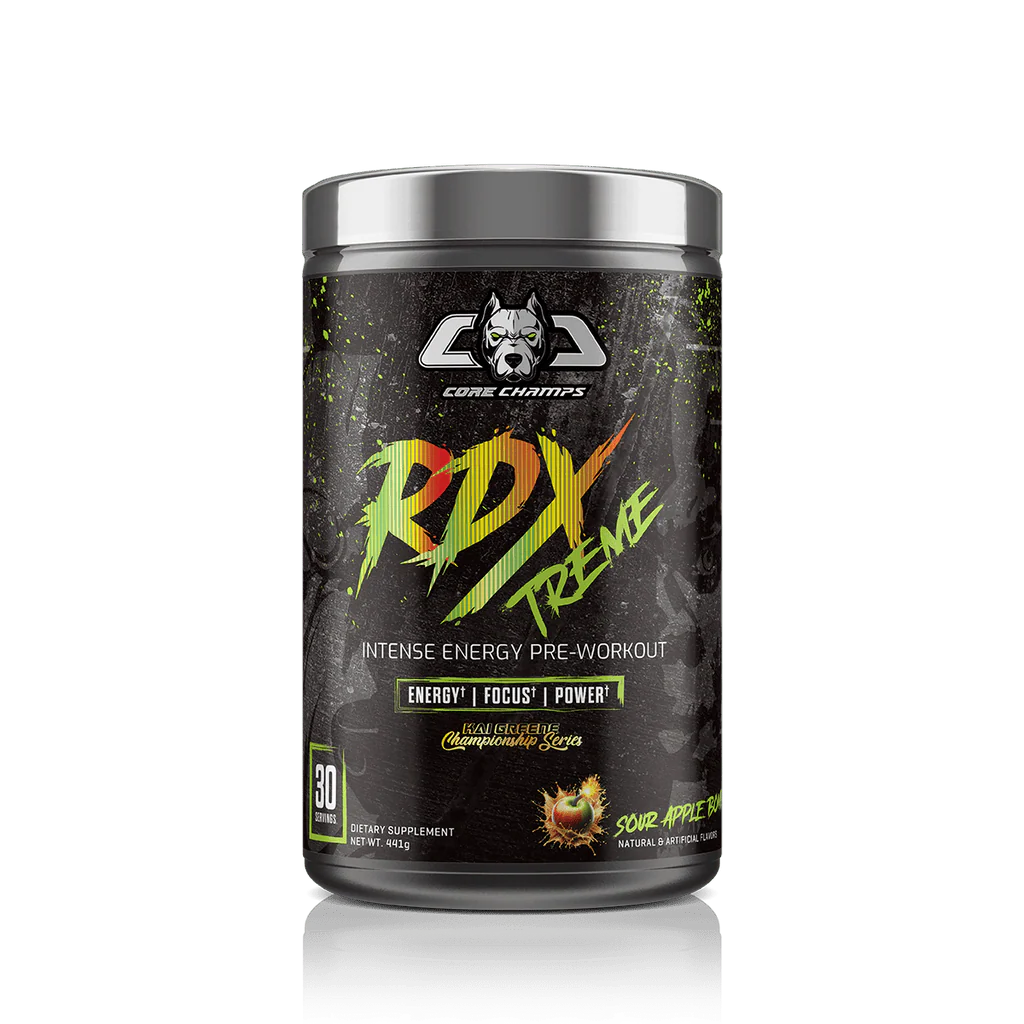 CORE CHAMPS
RDX
TREME
INTENSE ENERGY PRE-WORKOUT
ENERGY† | FOCUS† | POWER†
KAI GREENE
Championship Series
30
SERVINGS
DIETARY SUPPLEMENT
NET WT. 441g
SOUR APPLE
NATURAL & ARTIFICIAL FLAVORS